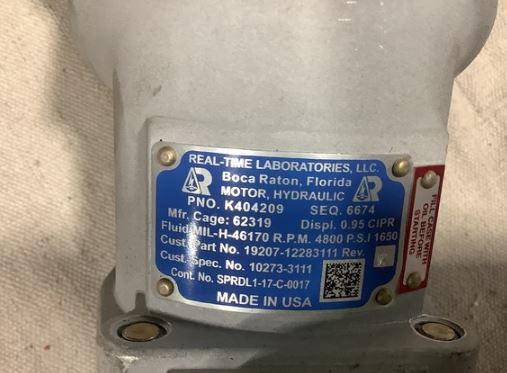 REAL-TIME LABORATORIES, LLC.
Boca Raton, Florida
MOTOR, HYDRAULIC
R R
PNO. K404209 SEQ. 6674
Mfr. Cage: 62319 Displ. 0.95 CIPR
Fluid: MIL-H-46170 R.P.M. 4800 P.S.I 1650
Cust. Part No. 19207-12283111 Rev.
Cust. Spec. No. 10273-3111
Cont. No. SPRDL1-17-C-0017
MADE IN USA
FILL CASE WITH
OIL BEFORE
STARTING